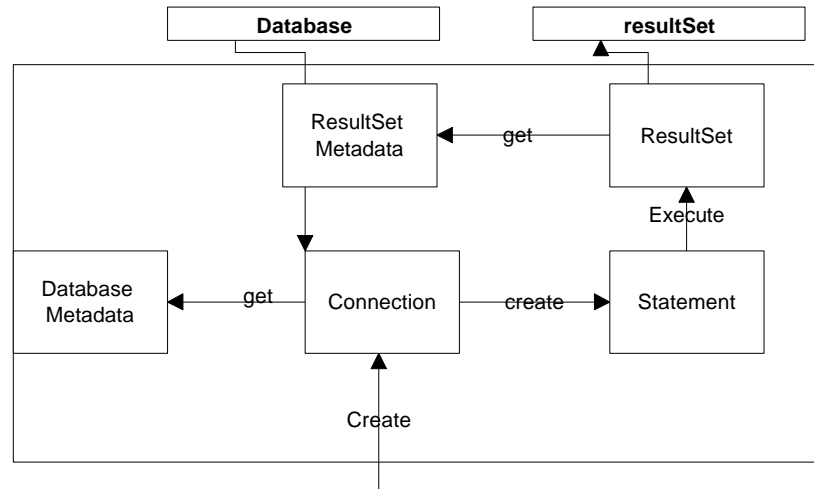 Database
resultSet
ResultSet
Metadata
get
ResultSet
Execute
Database
Metadata
get
Connection
create
Statement
Create